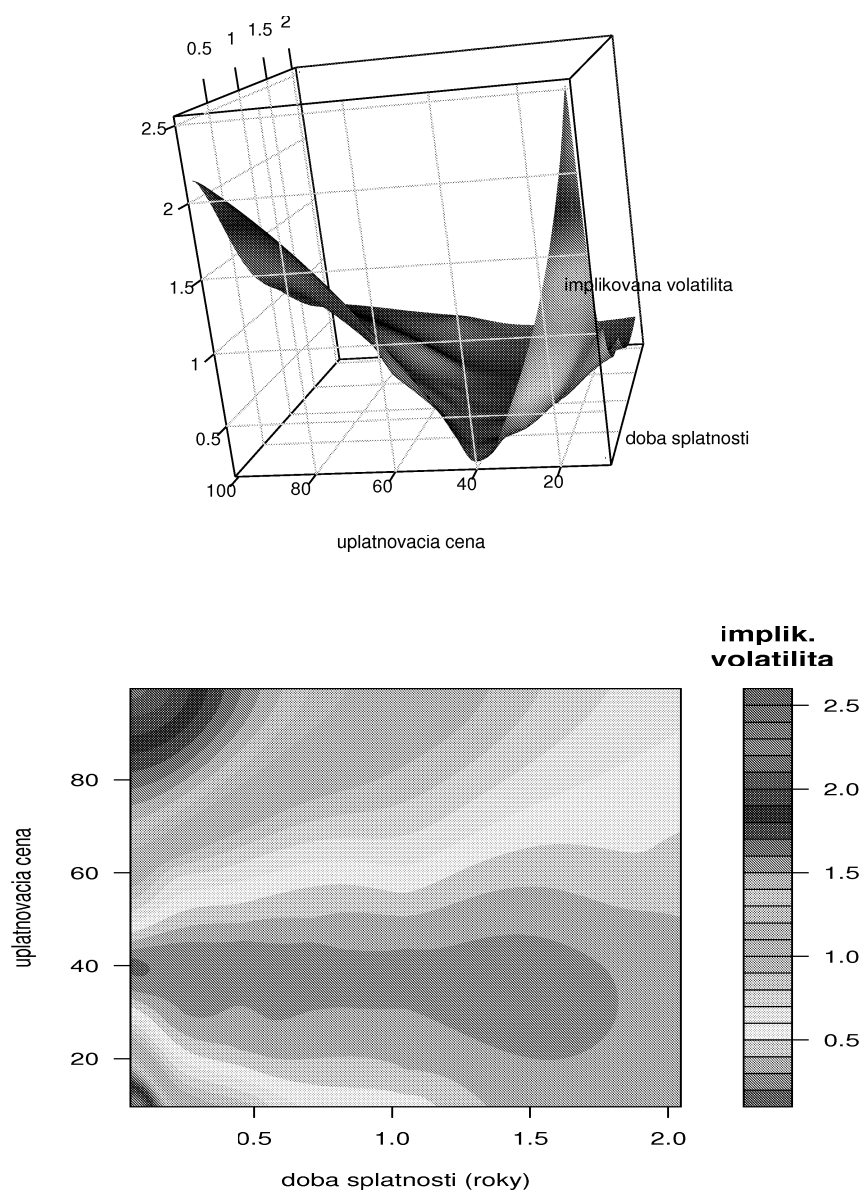 0.5 1 1.5 2
2.5
2
1.5
1
0.5
implikovana volatilita
doba splatnosti
100 80 60 40 20
uplatnovacia cena
implik.
volatilita
2.5
2.0
1.5
1.0
0.5
uplatnovacia cena
80
60
40
20
0.5 1.0 1.5 2.0
doba splatnosti (roky)